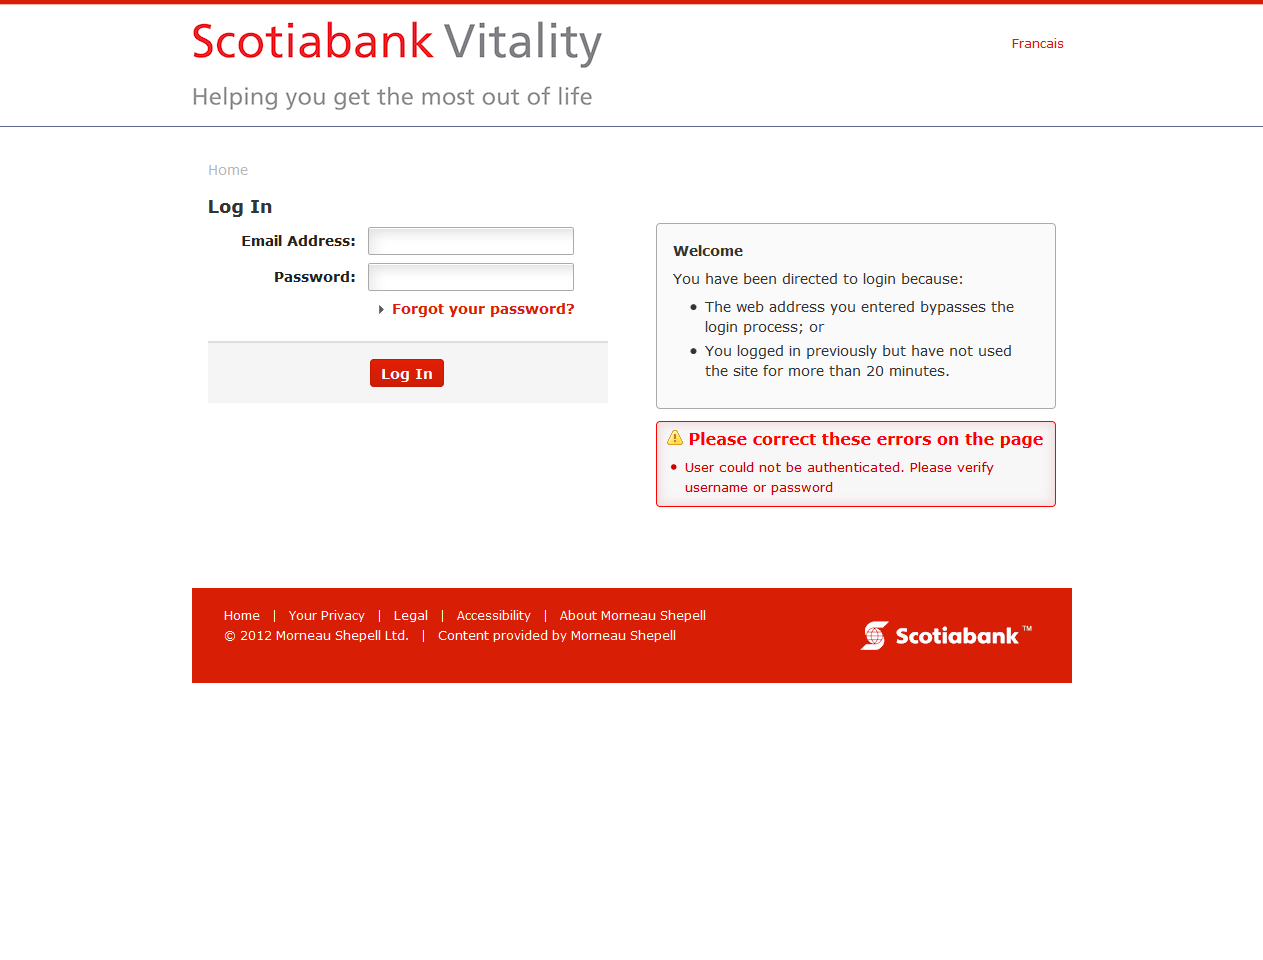 Scotiabank Vitality
Francais
Helping you get the most out of life
Home
Log In
Email Address:
Password:
Forgot your password?
Log In
Welcome
You have been directed to login because:
The web address you entered bypasses the
login process; or
You logged in previously but have not used
the site for more than 20 minutes.
Please correct these errors on the page
User could not be authenticated. Please verify
username or password
Home | Your Privacy | Legal | Accessibility | About Morneau Shepell
© 2012 Morneau Shepell Ltd. | Content provided by Morneau Shepell
Scotiabank™